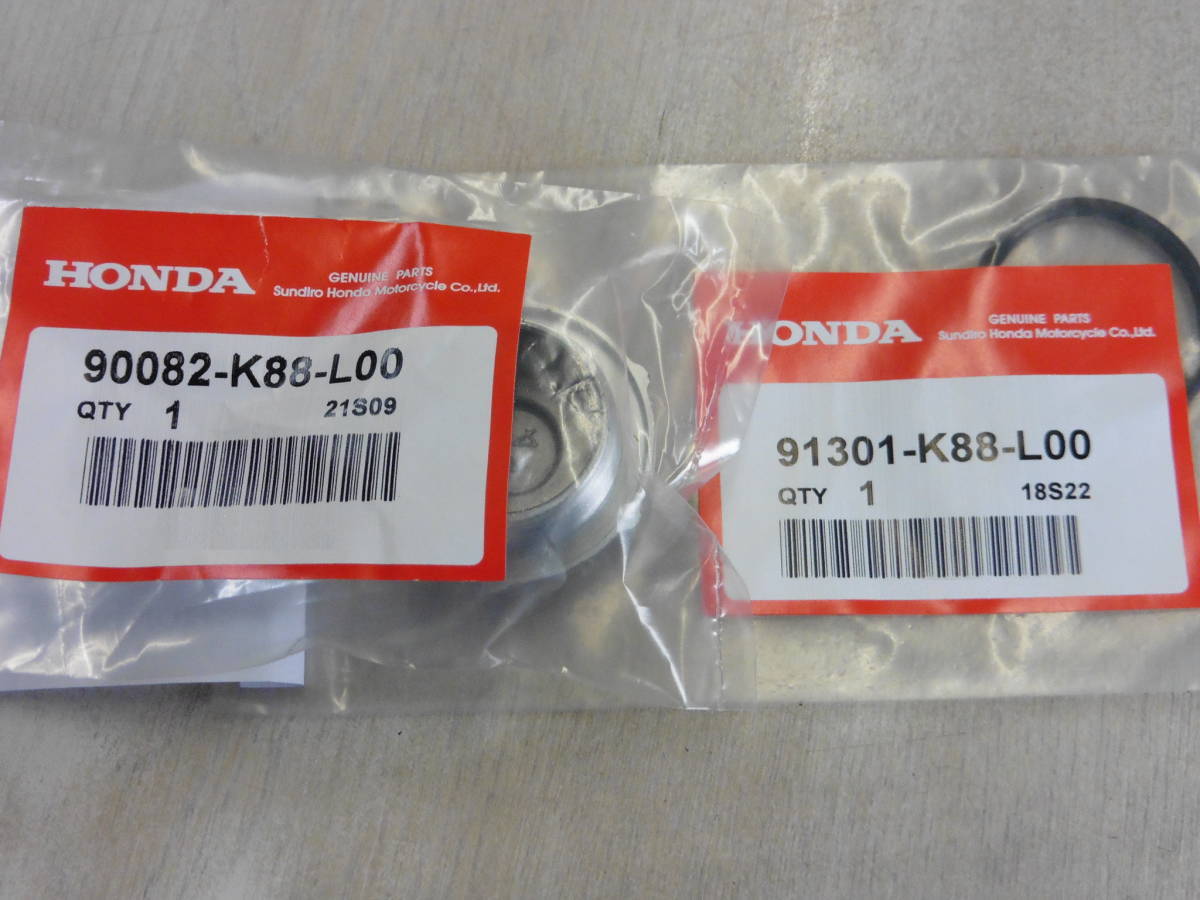 HONDA
GENUINE PARTS
Sundiro Honda Motorcycle Co.,Ltd.
90082-K88-L00
QTY 1 21S09
HONDA
GENUINE PARTS
Sundiro Honda Motorcycle Co.,Ltd.
91301-K88-L00
QTY 1 18S22